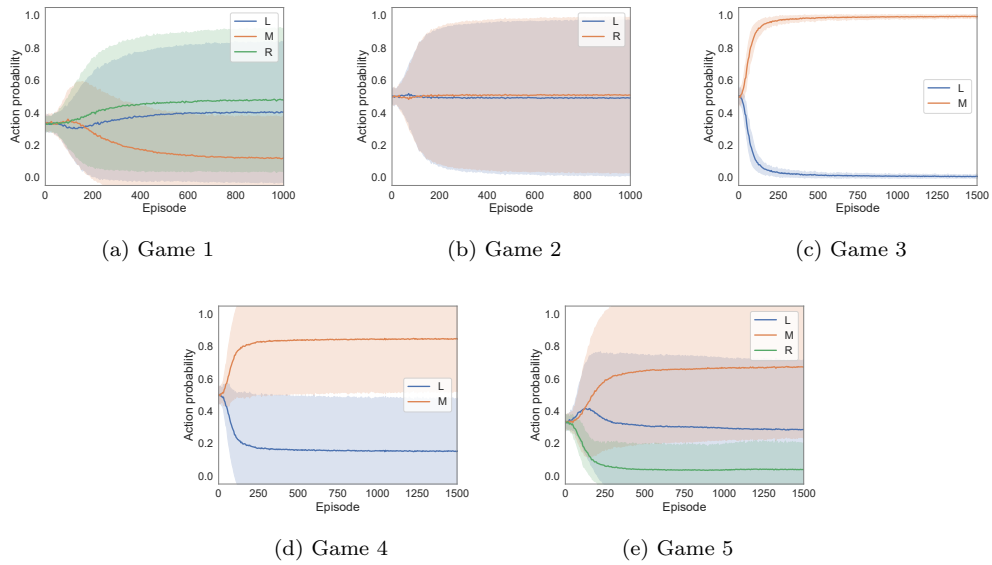 1.0
0.8
0.6
0.4
0.2
0.0
Action probability
0
200
400
600
800
1000
Episode
L
M
R
(a) Game 1
1.0
0.8
0.6
0.4
0.2
0.0
Action probability
0
200
400
600
800
1000
Episode
L
R
(b) Game 2
1.0
0.8
0.6
0.4
0.2
0.0
Action probability
0
250
500
750
1000
1250
1500
Episode
L
M
(c) Game 3
1.0
0.8
0.6
0.4
0.2
0.0
Action probability
0
250
500
750
1000
1250
1500
Episode
L
M
(d) Game 4
1.0
0.8
0.6
0.4
0.2
0.0
Action probability
0
250
500
750
1000
1250
1500
Episode
L
M
R
(e) Game 5